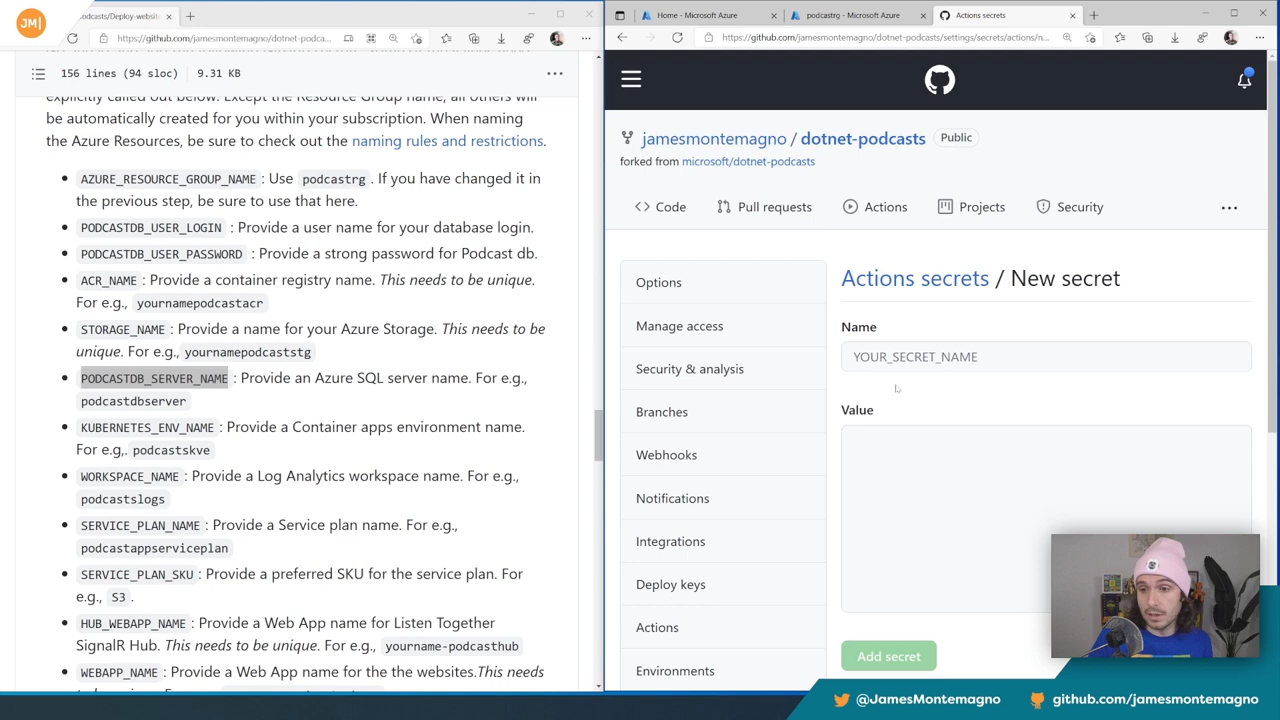 JM|
podcasts/Deploy-website
Home - Microsoft Azure
podcastrg - Microsoft Azure
Actions secrets
https://github.com/jamesmontemagno/dotnet-podca...
https://github.com/jamesmontemagno/dotnet-podcasts/settings/secrets/actions/n...
156 lines (94 sloc) 9.31 KB
explicitly called out below. Except the Resource Group name, all others will
be automatically created for you within your subscription. When naming
the Azure Resources, be sure to check out the naming rules and restrictions.
AZURE_RESOURCE_GROUP_NAME : Use podcastrg . If you have changed it in
the previous step, be sure to use that here.
PODCASTDB_USER_LOGIN : Provide a user name for your database login.
PODCASTDB_USER_PASSWORD : Provide a strong password for Podcast db.
ACR_NAME : Provide a container registry name. This needs to be unique.
For e.g., yournamepodcastacr
STORAGE_NAME : Provide a name for your Azure Storage. This needs to be
unique. For e.g., yournamepodcaststg
PODCASTDB_SERVER_NAME : Provide an Azure SQL server name. For e.g.,
podcastdbserver
KUBERNETES_ENV_NAME : Provide a Container apps environment name.
For e.g,. podcastskve
WORKSPACE_NAME : Provide a Log Analytics workspace name. For e.g.,
podcastslogs
SERVICE_PLAN_NAME : Provide a Service plan name. For e.g.,
podcastappserviceplan
SERVICE_PLAN_SKU : Provide a preferred SKU for the service plan. For
e.g., S3 .
HUB_WEBAPP_NAME : Provide a Web App name for Listen Together
SignalR Hub. This needs to be unique. For e.g., yourname-podcasthub
WEBAPP_NAME : Provide a Web App name for the the websites.This needs
jamesmontemagno / dotnet-podcasts Public
forked from microsoft/dotnet-podcasts
Code Pull requests Actions Projects Security
Options
Manage access
Security & analysis
Branches
Webhooks
Notifications
Integrations
Deploy keys
Actions
Environments
Actions secrets / New secret
Name
YOUR_SECRET_NAME
Value
Add secret
@JamesMontemagno github.com/jamesmontemagno